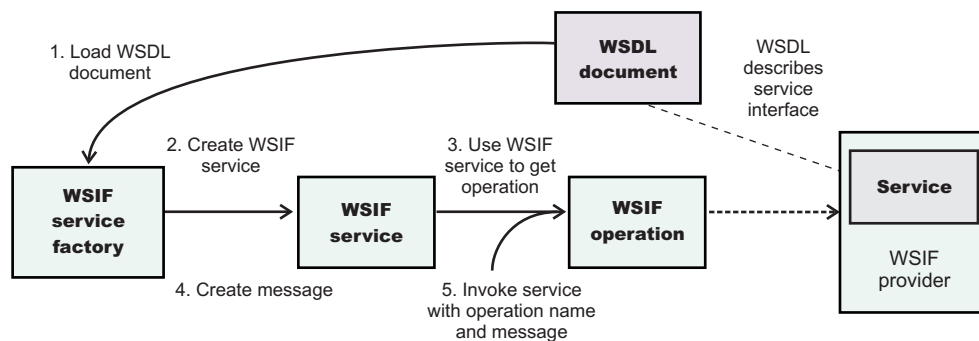 1. Load WSDL
document
WSDL
document
WSDL
describes
service
interface
2. Create WSIF
service
3. Use WSIF
service to get
operation
WSIF
service
factory
WSIF
service
WSIF
operation
Service
WSIF
provider
4. Create message
5. Invoke service
with operation name
and message